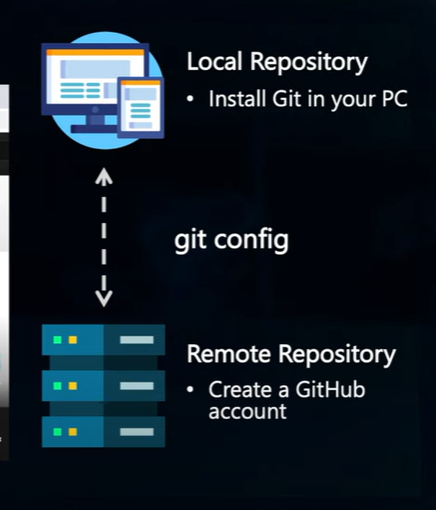 Local Repository
• Install Git in your PC
git config
Remote Repository
• Create a GitHub
account